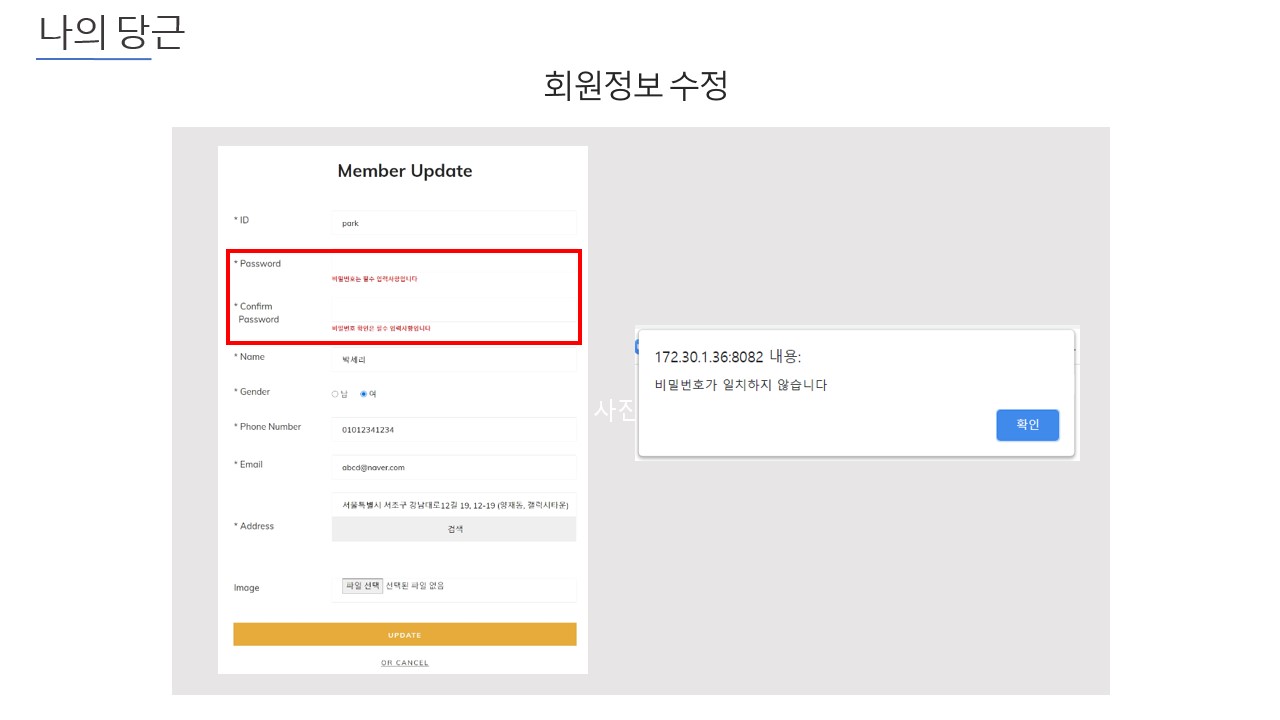 나의 당근
회원정보 수정
Member Update
* ID
park
* Password
비밀번호는 필수 입력사항입니다
* Confirm
Password
비밀번호 확인은 필수 입력사항입니다
* Name
박세리
* Gender
남
여
* Phone Number
01012341234
* Email
abcd@naver.com
서울특별시 서초구 강남대로12길 19, 12-19 (양재동, 갤럭시타운)
* Address
검색
Image
파일 선택 선택된 파일 없음
UPDATE
OR CANCEL
사진
172.30.1.36:8082 내용:
비밀번호가 일치하지 않습니다
확인